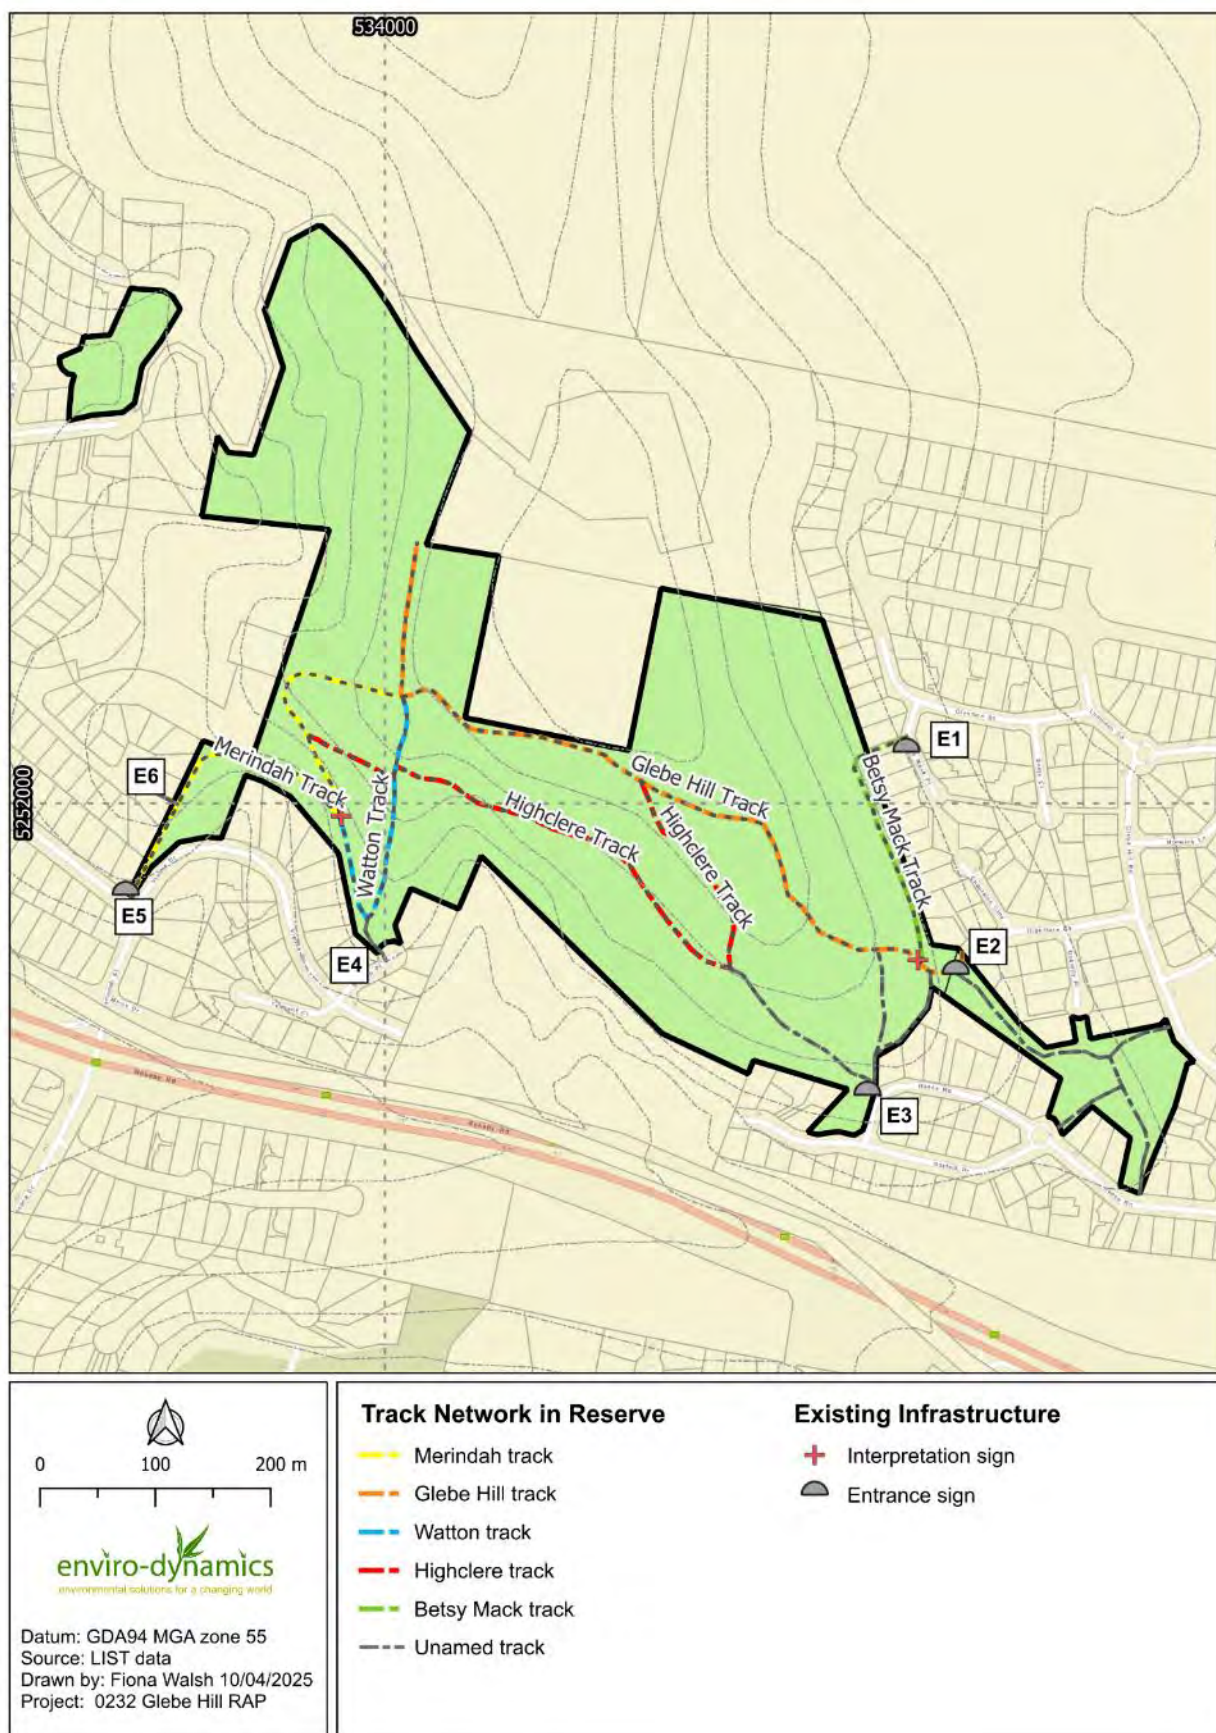 534000
5252000
E1
E2
E3
E4
E5
E6
Merindah Track
Watton Track
Highclere Track
Highclere Track
Glebe Hill Track
Betsy Mack Track
Rokeby Rd
Rokeby Rd
0 100 200 m
enviro-dynamics
environmental solutions for a changing world
Datum: GDA94 MGA zone 55
Source: LIST data
Drawn by: Fiona Walsh 10/04/2025
Project: 0232 Glebe Hill RAP
Track Network in Reserve
Merindah track
Glebe Hill track
Watton track
Highclere track
Betsy Mack track
Unamed track
Existing Infrastructure
Interpretation sign
Entrance sign